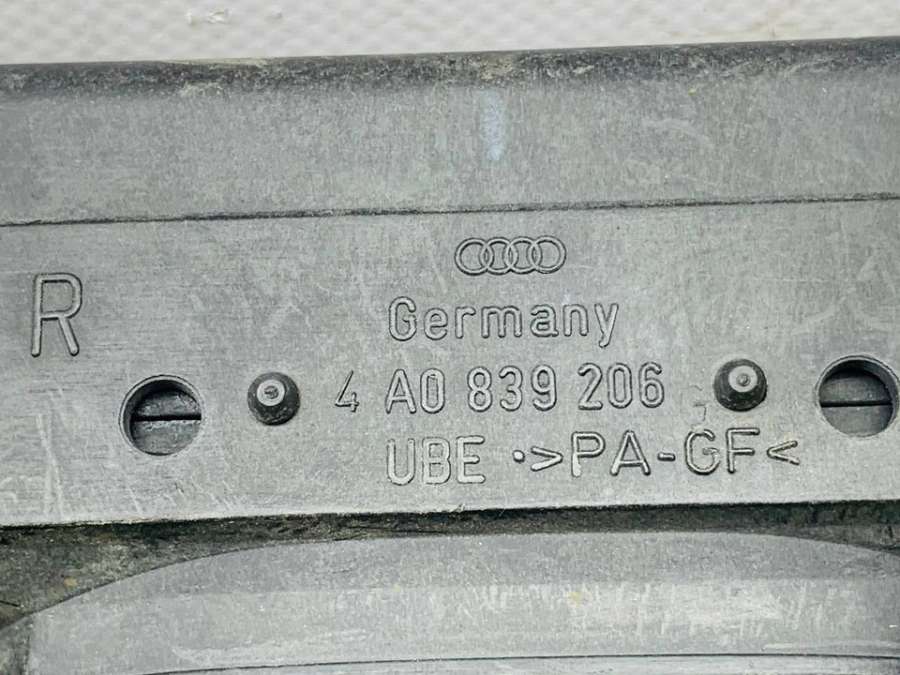 R
Germany
4 A0 839 206
UBE ·>PA-GF<